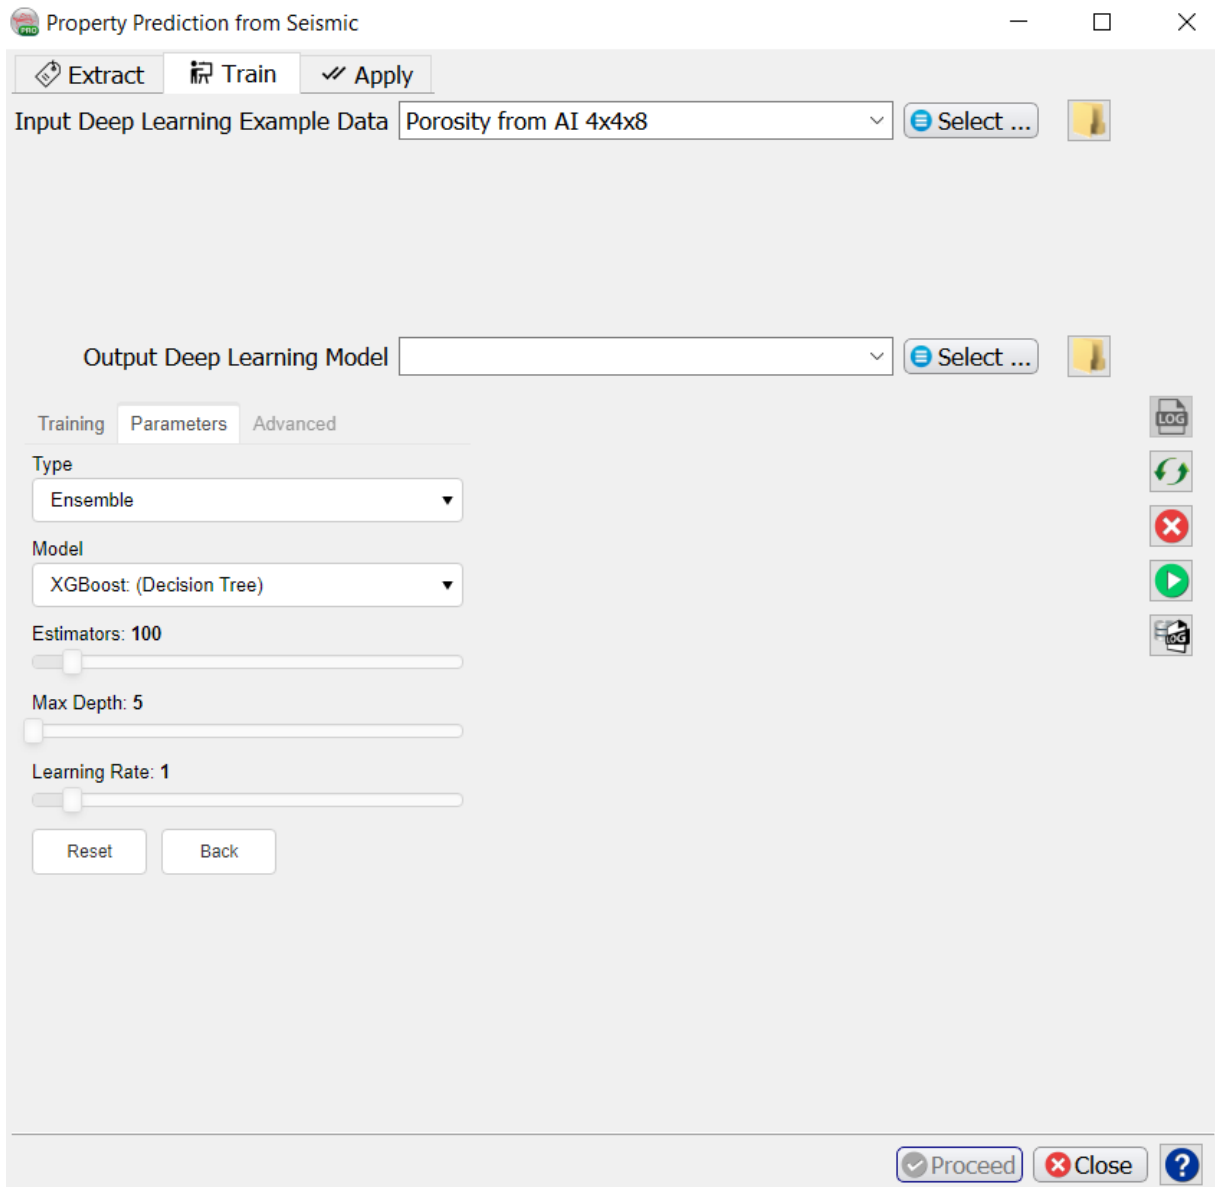 Property Prediction from Seismic
Extract Train Apply
Input Deep Learning Example Data Porosity from AI 4x4x8 Select ...
Output Deep Learning Model Select ...
Training Parameters Advanced
Type
Ensemble
Model
XGBoost: (Decision Tree)
Estimators: 100
Max Depth: 5
Learning Rate: 1
Reset Back
LOG
LOG
Proceed Close ?
PRO